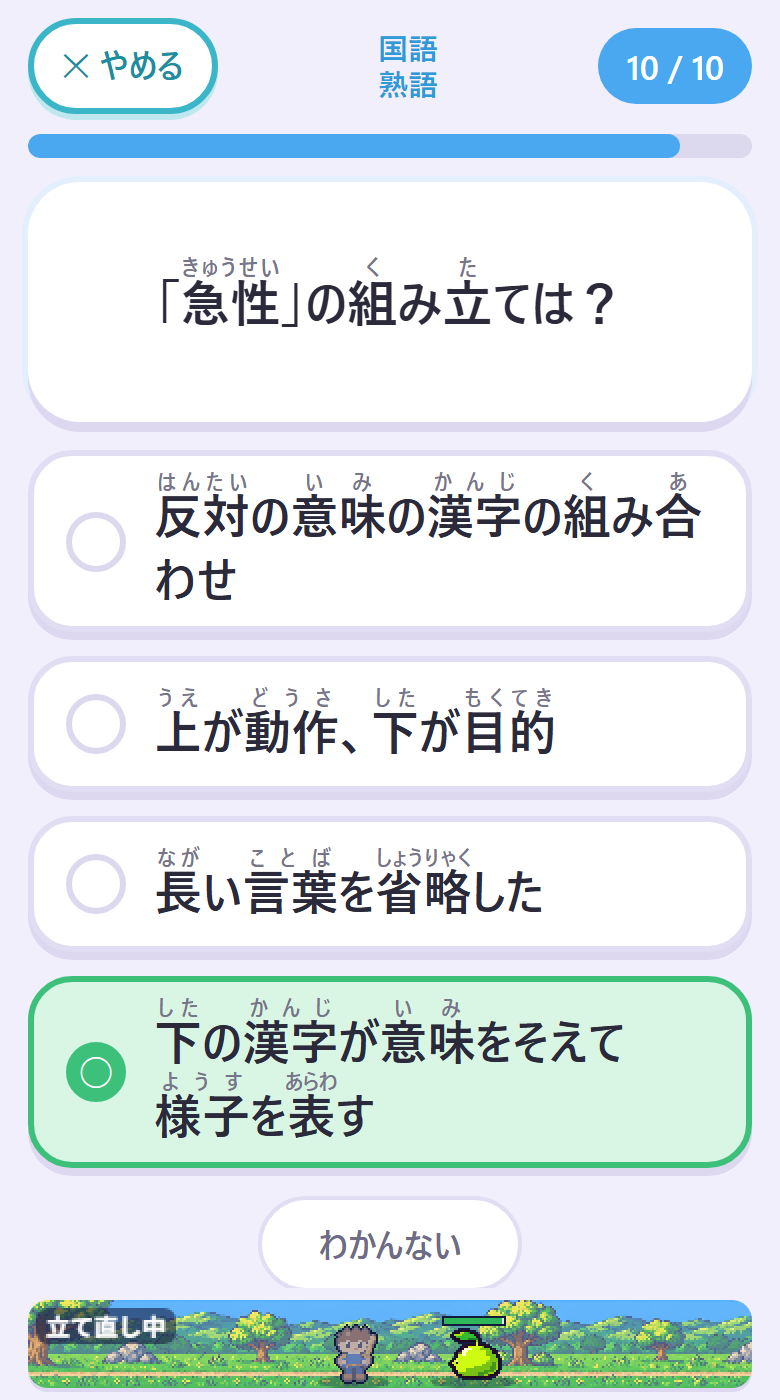 × やめる
国語
熟語
10 / 10
きゅうせい く た
「急性」の組み立ては？
はんたい い み かんじ く あ
反対の意味の漢字の組み合
わせ
うえ どうさ した もくてき
上が動作、下が目的
なが ことば しょうりゃく
長い言葉を省略した
した かんじ い み
下の漢字が意味をそえて
ようす あらわ
様子を表す
わかんない
立て直し中